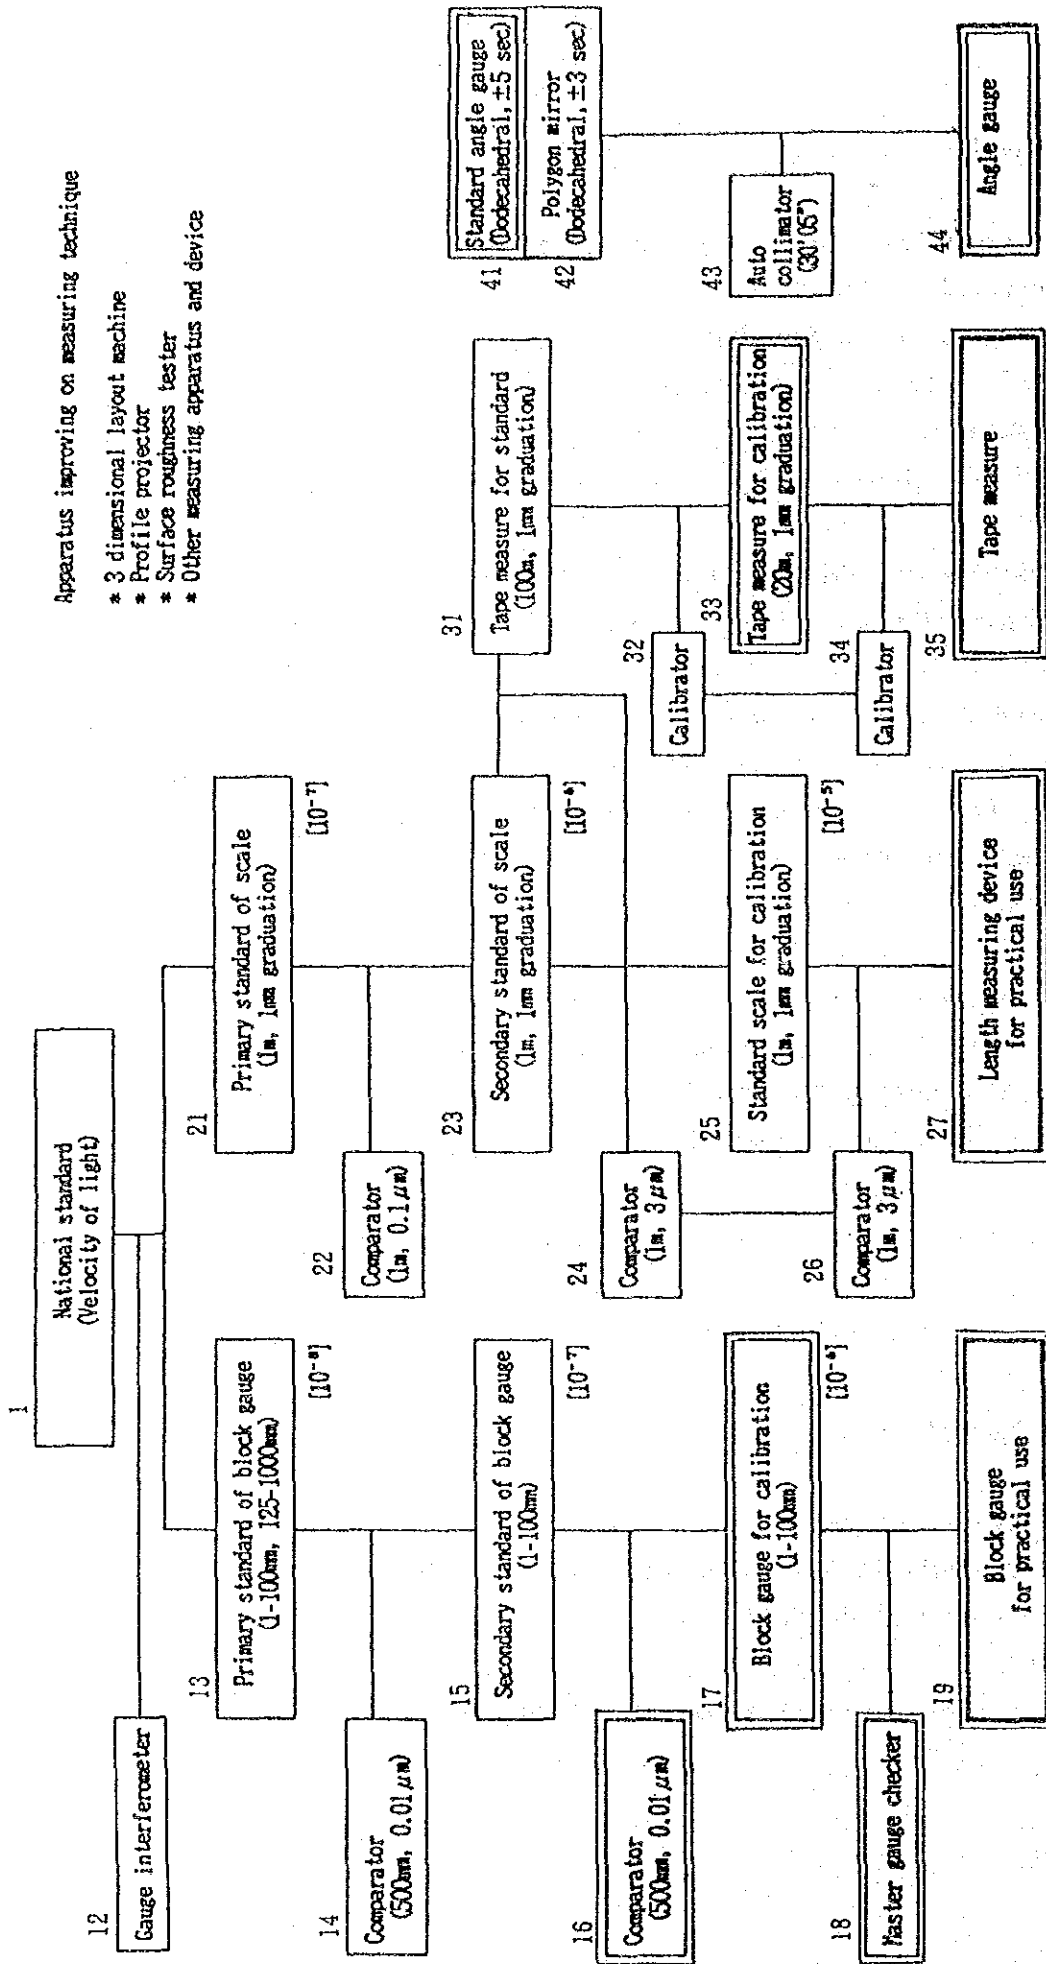 1
National standard
(Velocity of light)
12
Gauge interferometer
13
Primary standard of block gauge
(1-100mm, 125-1000mm)
[10⁻⁸]
14
Comparator
(500mm, 0.01μm)
15
Secondary standard of block gauge
(1-100mm)
[10⁻⁷]
16
Comparator
(500mm, 0.01μm)
17
Block gauge for calibration
(1-100mm)
[10⁻⁶]
18
Master gauge checker
19
Block gauge
for practical use
21
Primary standard of scale
(1m, 1mm graduation)
[10⁻⁷]
22
Comparator
(1m, 0.1μm)
23
Secondary standard of scale
(1m, 1mm graduation)
[10⁻⁶]
24
Comparator
(1m, 3μm)
25
Standard scale for calibration
(1m, 1mm graduation)
[10⁻⁵]
26
Comparator
(1m, 3μm)
27
Length measuring device
for practical use
31
Tape measure for standard
(100m, 1mm graduation)
32
Calibrator
33
Tape measure for calibration
(20m, 1mm graduation)
34
Calibrator
35
Tape measure
Apparatus improving on measuring technique
* 3 dimensional layout machine
* Profile projector
* Surface roughness tester
* Other measuring apparatus and device
41
Standard angle gauge
(Dodecahedral, ±5 sec)
42
Polygon mirror
(Dodecahedral, ±3 sec)
43
Auto
collimator
(30'05")
44
Angle gauge